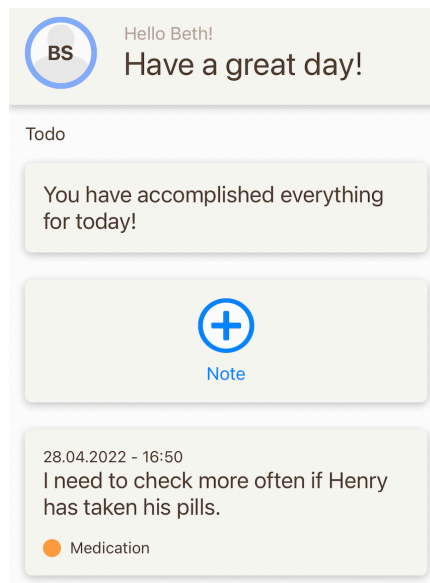 BS
Hello Beth!
Have a great day!
Todo
You have accomplished everything
for today!
Note
28.04.2022 - 16:50
I need to check more often if Henry
has taken his pills.
Medication